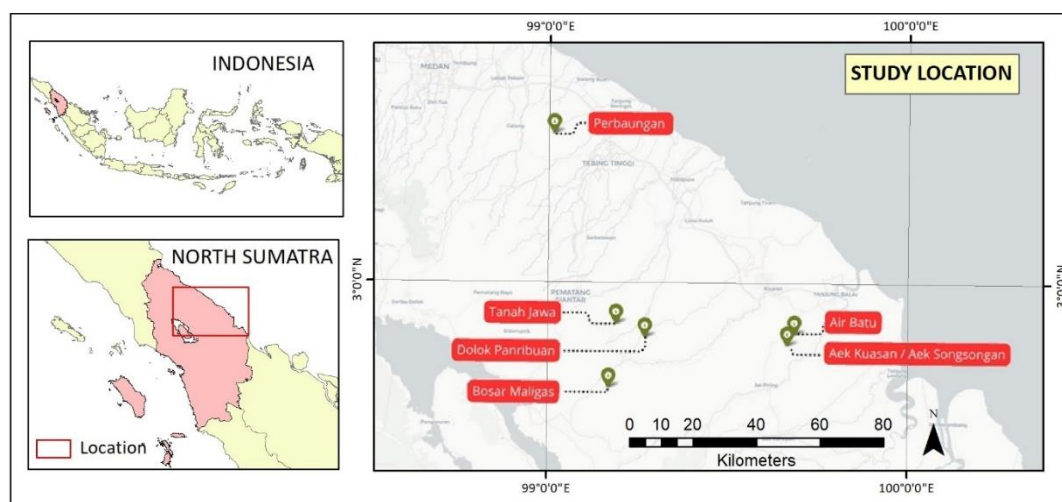 INDONESIA
NORTH SUMATRA
Location
99°0'0"E
100°0'0"E
STUDY LOCATION
MEDAN
Perbaungan
TEBING TINGGI
3°0'0"N
3°0'0"N
PEMATANG
SIANTAR
TANJUNG BALAI
Tanah Jawa
Air Batu
Dolok Panribuan
Aek Kuasan / Aek Songsongan
Bosar Maligas
N
0 10 20 40 60 80
Kilometers
99°0'0"E
100°0'0"E